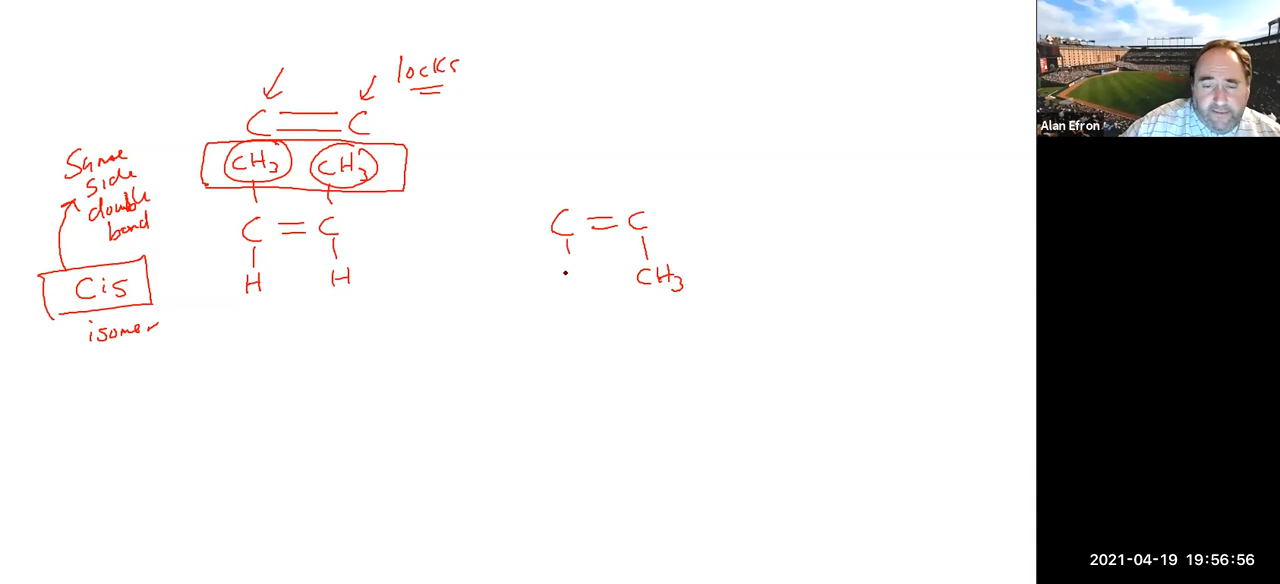 locks
C=C
CH3 CH3
C=C
H H
Same
side
double
bond
Cis
isomer
C=C
CH3
Alan Efron
2021-04-19 19:56:56